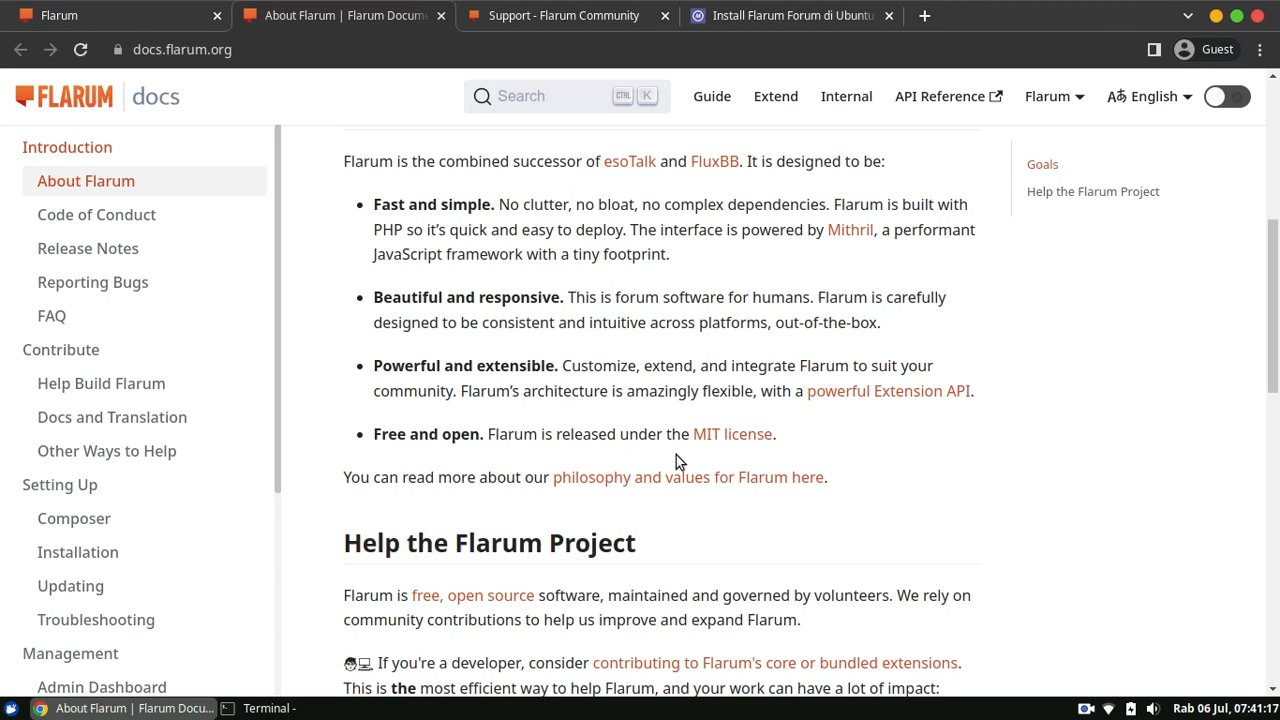 Flarum
About Flarum | Flarum Docume
Support - Flarum Community
Install Flarum Forum di Ubuntu
docs.flarum.org
Guest
FLARUM docs
Search CTRL K
Guide
Extend
Internal
API Reference
Flarum
English
Introduction
About Flarum
Code of Conduct
Release Notes
Reporting Bugs
FAQ
Contribute
Help Build Flarum
Docs and Translation
Other Ways to Help
Setting Up
Composer
Installation
Updating
Troubleshooting
Management
Admin Dashboard
Flarum is the combined successor of esoTalk and FluxBB. It is designed to be:
Fast and simple. No clutter, no bloat, no complex dependencies. Flarum is built with
PHP so it’s quick and easy to deploy. The interface is powered by Mithril, a performant
JavaScript framework with a tiny footprint.
Beautiful and responsive. This is forum software for humans. Flarum is carefully
designed to be consistent and intuitive across platforms, out-of-the-box.
Powerful and extensible. Customize, extend, and integrate Flarum to suit your
community. Flarum’s architecture is amazingly flexible, with a powerful Extension API.
Free and open. Flarum is released under the MIT license.
You can read more about our philosophy and values for Flarum here.
Help the Flarum Project
Flarum is free, open source software, maintained and governed by volunteers. We rely on
community contributions to help us improve and expand Flarum.
If you're a developer, consider contributing to Flarum's core or bundled extensions.
This is the most efficient way to help Flarum, and your work can have a lot of impact:
Goals
Help the Flarum Project
About Flarum | Flarum Docu...
Terminal -
Rab 06 Jul, 07:41:17